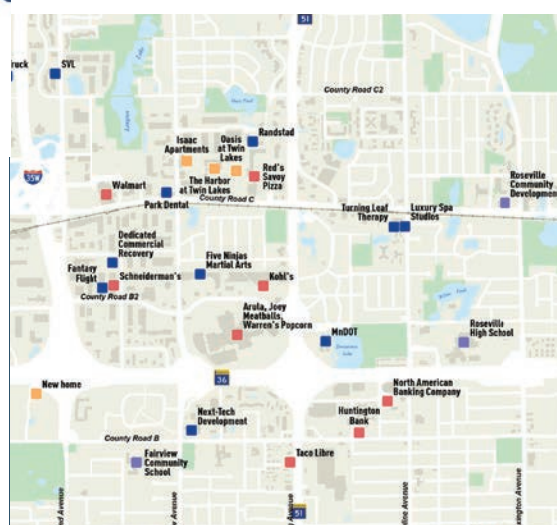 51
County Road C2
ruck
SVL
Randstad
Isaac
Apartments
Oasis
at Twin
Lakes
The Harbor
at Twin Lakes
Red's
Savoy
Pizza
35W
Walmart
Park Dental
County Road C
Roseville
Community
Development
Turning Leaf
Therapy
Luxury Spa
Studios
Dedicated
Commercial
Recovery
Five Ninjas
Martial Arts
Fantasy
Flight
Schneiderman's
Kohl's
County Road B2
Arula, Joey
Meatballs,
Warren's Popcorn
MnDOT
Roseville
High School
36
New home
North American
Banking Company
Next-Tech
Development
Huntington
Bank
County Road B
Fairview
Community
School
Taco Libre
51
Avenue
Avenue
Avenue
Avenue